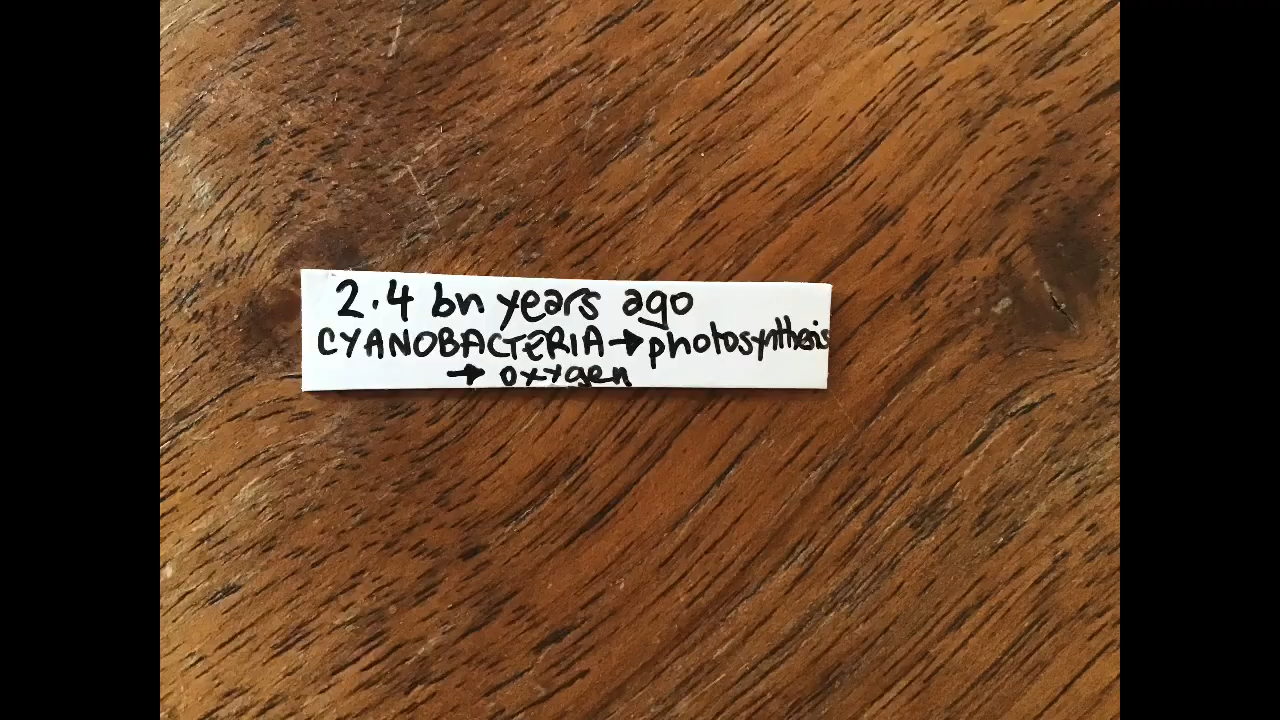 2.4 bn years ago
CYANOBACTERIA → photosynthesis
→ oxygen